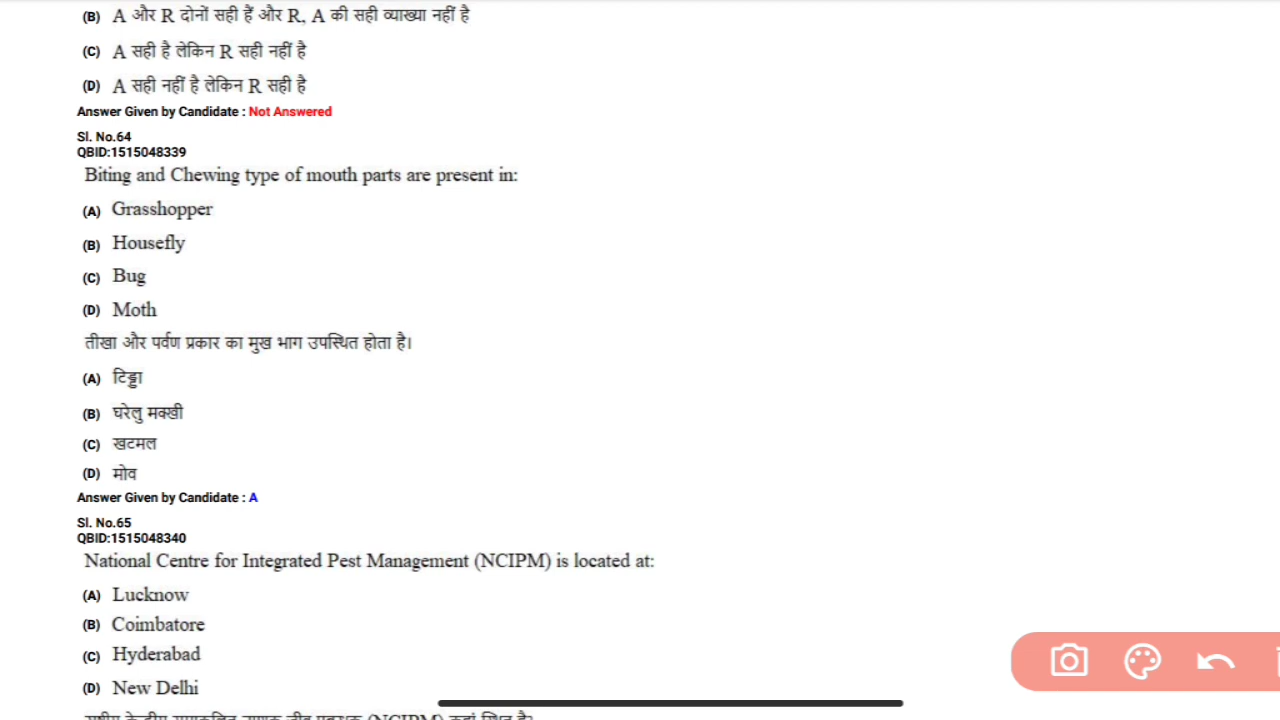 (B) A और R दोनों सही हैं और R, A की सही व्याख्या नहीं है
(C) A सही है लेकिन R सही नहीं है
(D) A सही नहीं है लेकिन R सही है
Answer Given by Candidate : Not Answered
Sl. No.64
QBID:1515048339
Biting and Chewing type of mouth parts are present in:
(A) Grasshopper
(B) Housefly
(C) Bug
(D) Moth
तीखा और पर्वण प्रकार का मुख भाग उपस्थित होता है।
(A) टिड्डा
(B) घरेलु मक्खी
(C) खटमल
(D) मोव
Answer Given by Candidate : A
Sl. No.65
QBID:1515048340
National Centre for Integrated Pest Management (NCIPM) is located at:
(A) Lucknow
(B) Coimbatore
(C) Hyderabad
(D) New Delhi
(NCIPM) कहां स्थित है?